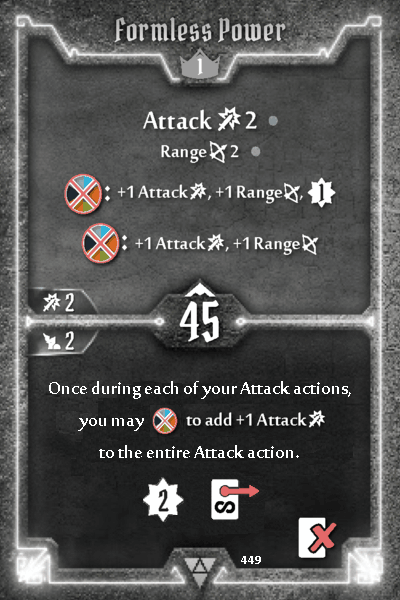 Formless Power
1
Attack 2
Range 2
: +1 Attack, +1 Range, 1
: +1 Attack, +1 Range
2
45
2
Once during each of your Attack actions,
you may to add +1 Attack
to the entire Attack action.
2
449